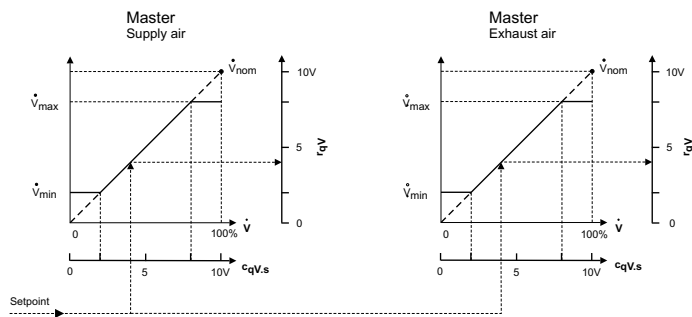 Master
Supply air
V̇nom
10V
V̇max
5
rqV
V̇min
0
0
100%
V̇
0
5
10V
cqV.s
Master
Exhaust air
V̇nom
10V
V̊max
5
rqV
V̊min
0
0
100%
V̇
0
5
10V
cqV.s
Setpoint